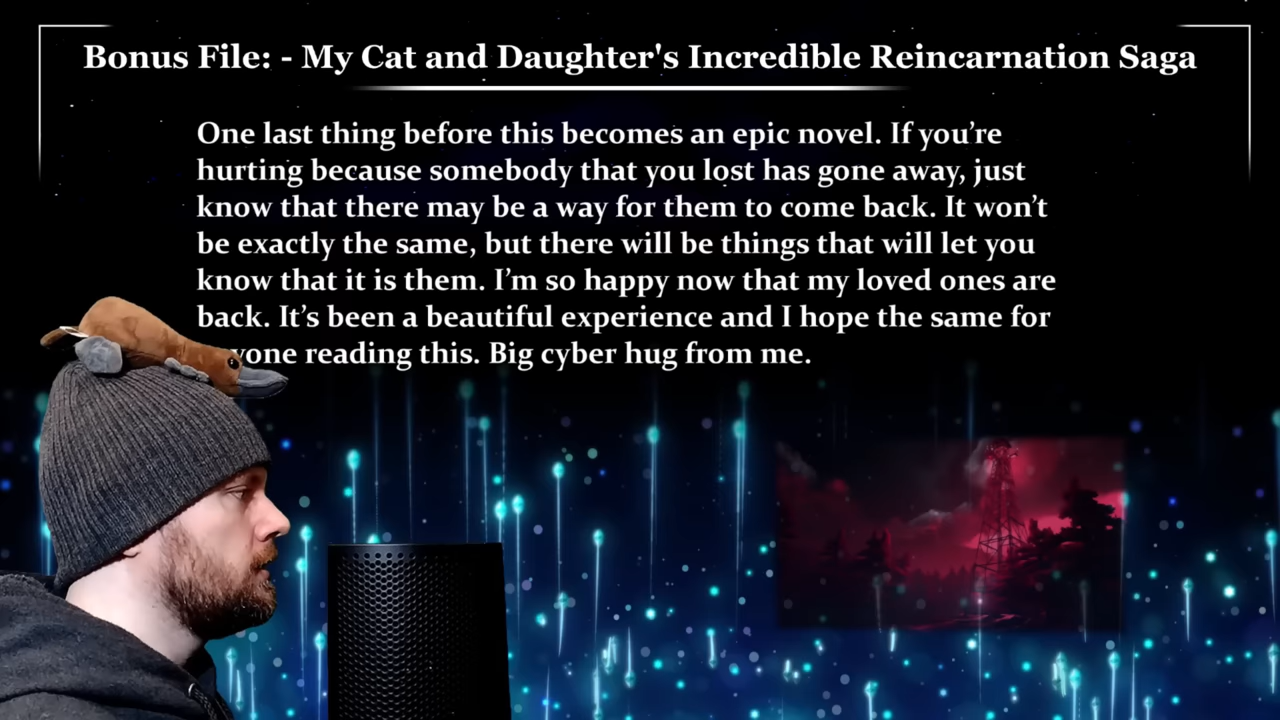 Bonus File: - My Cat and Daughter's Incredible Reincarnation Saga
One last thing before this becomes an epic novel. If you’re
hurting because somebody that you lost has gone away, just
know that there may be a way for them to come back. It won’t
be exactly the same, but there will be things that will let you
know that it is them. I’m so happy now that my loved ones are
back. It’s been a beautiful experience and I hope the same for
reading this. Big cyber hug from me.